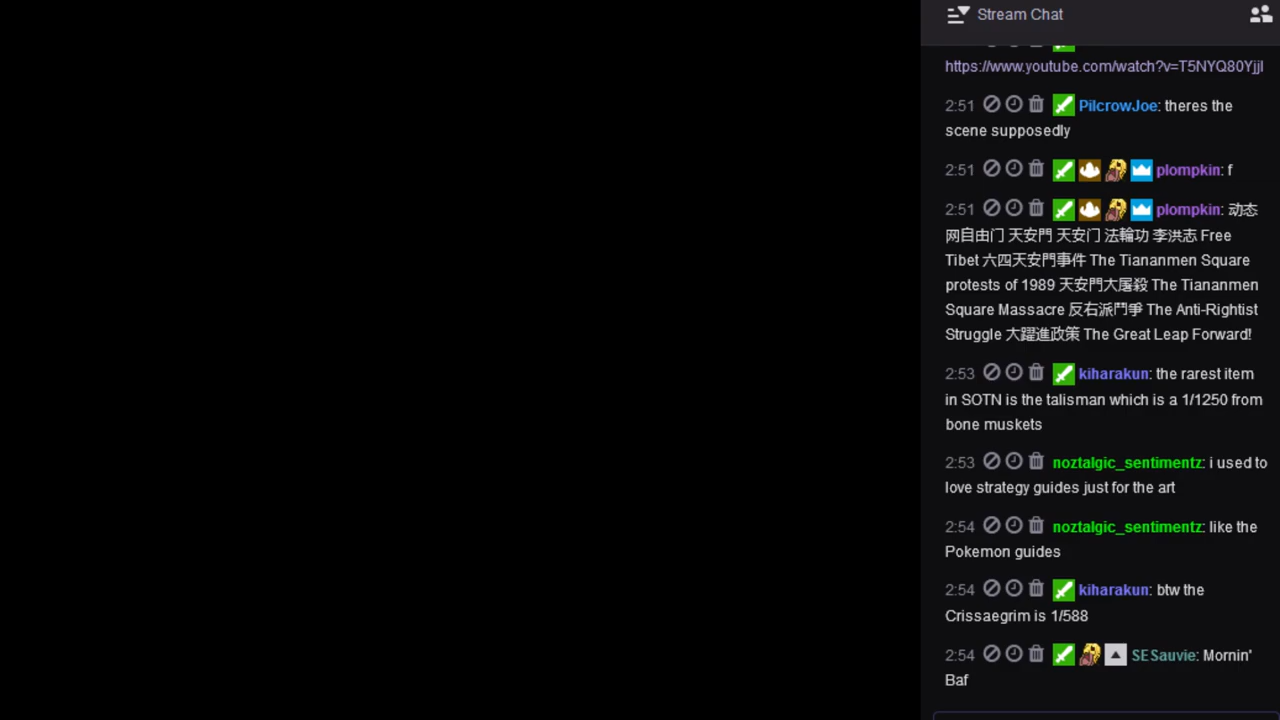 Stream Chat
https://www.youtube.com/watch?v=T5NYQ80YjjI
2:51 PilcrowJoe: theres the
scene supposedly
2:51 plompkin: f
2:51 plompkin: 动态
网自由门 天安門 天安门 法輪功 李洪志 Free
Tibet 六四天安門事件 The Tiananmen Square
protests of 1989 天安門大屠殺 The Tiananmen
Square Massacre 反右派鬥爭 The Anti-Rightist
Struggle 大躍進政策 The Great Leap Forward!
2:53 kiharakun: the rarest item
in SOTN is the talisman which is a 1/1250 from
bone muskets
2:53 noztalgic_sentimentz: i used to
love strategy guides just for the art
2:54 noztalgic_sentimentz: like the
Pokemon guides
2:54 kiharakun: btw the
Crissaegrim is 1/588
2:54 SESauvie: Mornin'
Baf